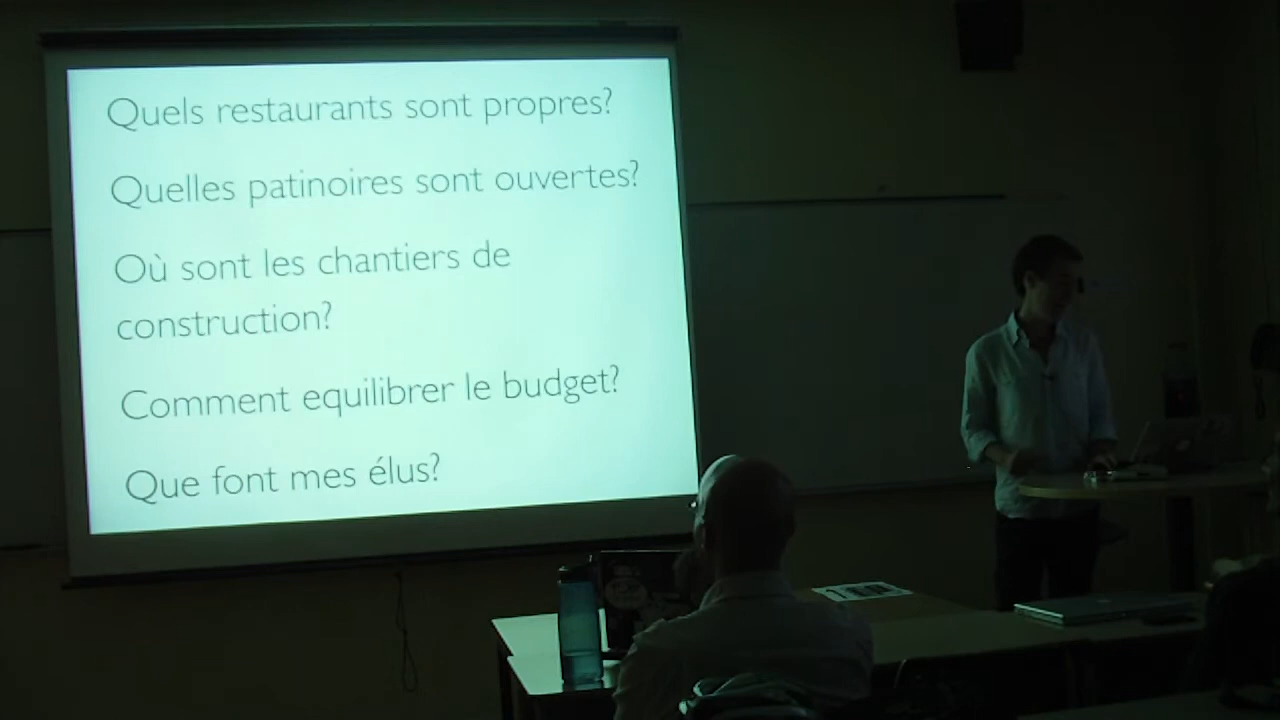 Quels restaurants sont propres?
Quelles patinoires sont ouvertes?
Où sont les chantiers de
construction?
Comment equilibrer le budget?
Que font mes élus?